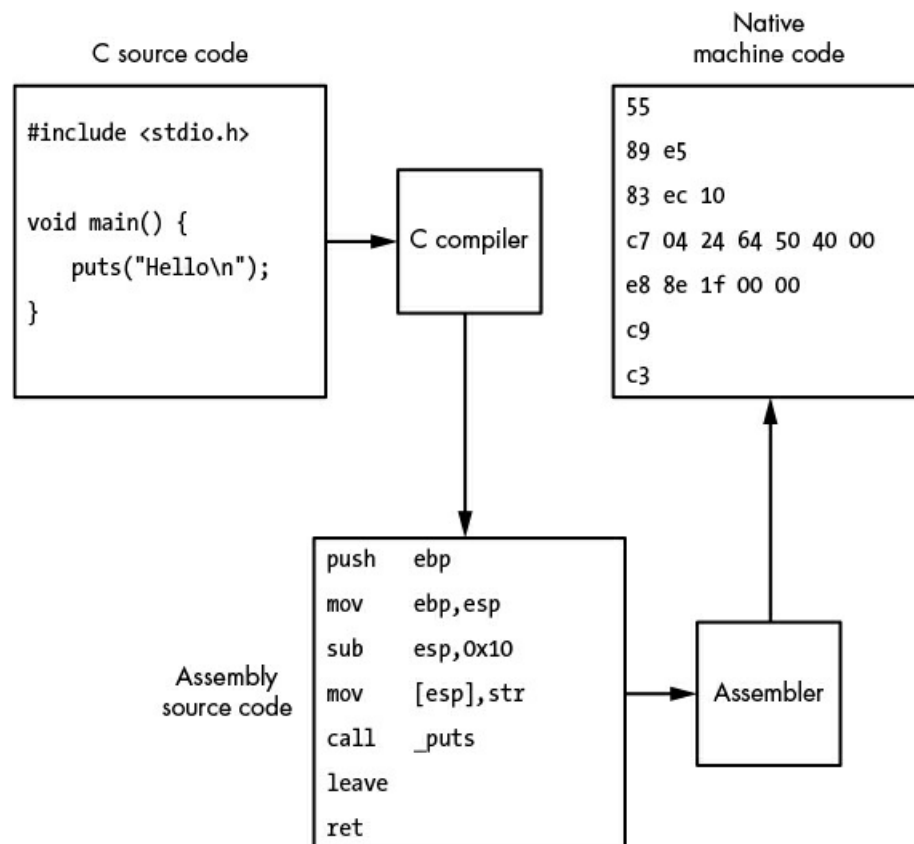 C source code
#include <stdio.h>
void main() {
puts("Hello\n");
}
C compiler
Native
machine code
55
89 e5
83 ec 10
c7 04 24 64 50 40 00
e8 8e 1f 00 00
c9
c3
Assembly
source code
push ebp
mov ebp,esp
sub esp,0x10
mov [esp],str
call _puts
leave
ret
Assembler